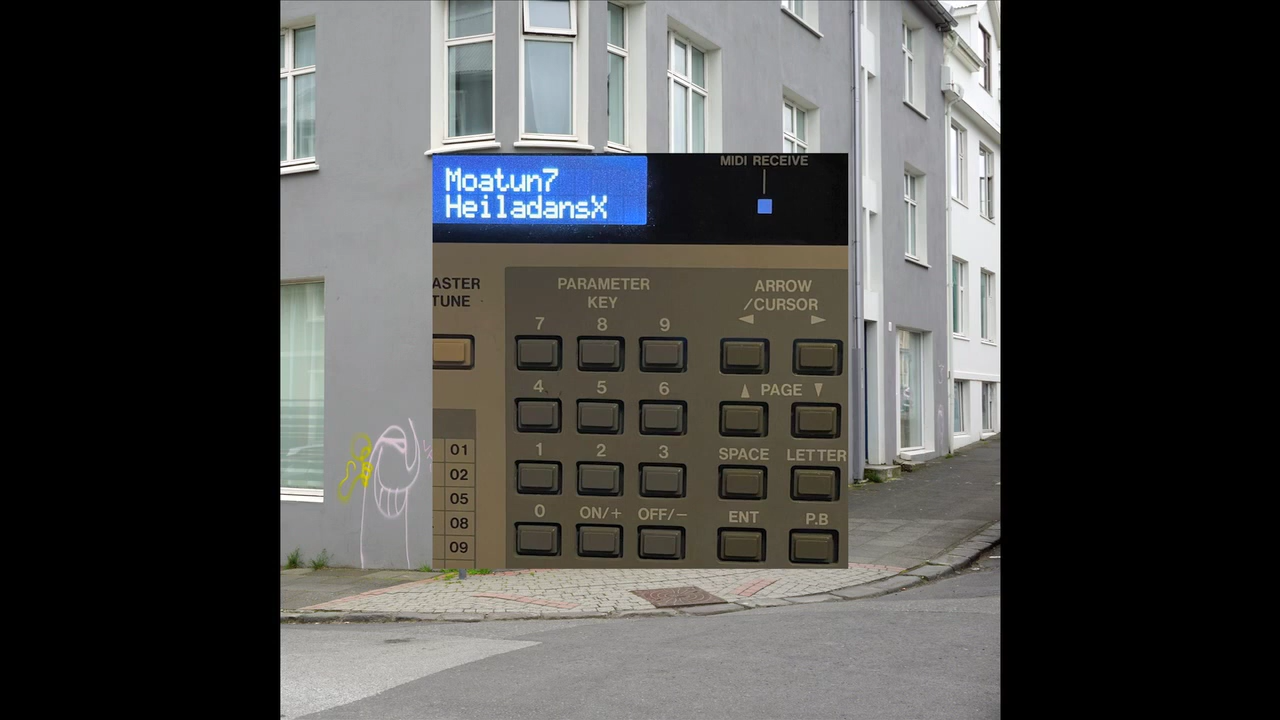 Moatun7
HeiladansX
MIDI RECEIVE
ASTER
TUNE
PARAMETER
KEY
ARROW
/CURSOR
◀ ▶
7 8 9
4 5 6
▲ PAGE ▼
1 2 3
SPACE LETTER
0 ON/+ OFF/−
ENT P.B
01
02
05
08
09